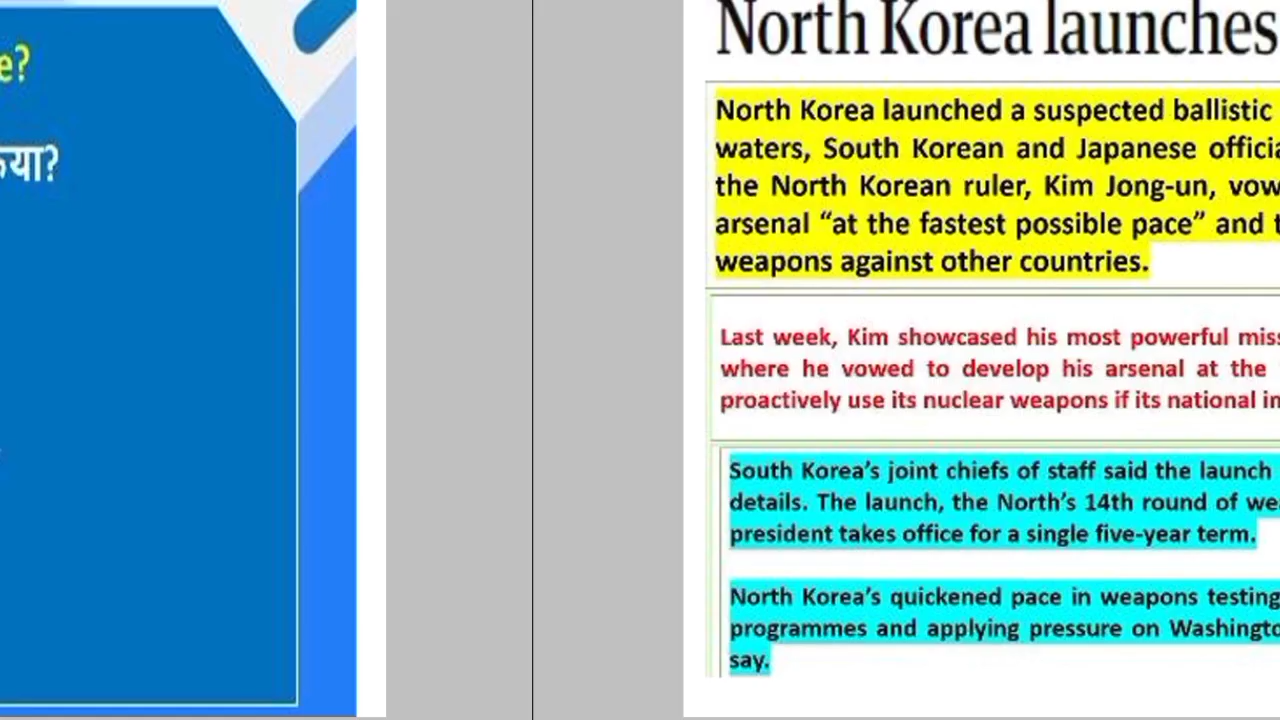 e?
किया?
North Korea launches
North Korea launched a suspected ballistic
waters, South Korean and Japanese officia
the North Korean ruler, Kim Jong-un, vow
arsenal “at the fastest possible pace” and t
weapons against other countries.
Last week, Kim showcased his most powerful miss
where he vowed to develop his arsenal at the
proactively use its nuclear weapons if its national in
South Korea’s joint chiefs of staff said the launch
details. The launch, the North’s 14th round of wea
president takes office for a single five-year term.
North Korea’s quickened pace in weapons testing
programmes and applying pressure on Washingto
say.